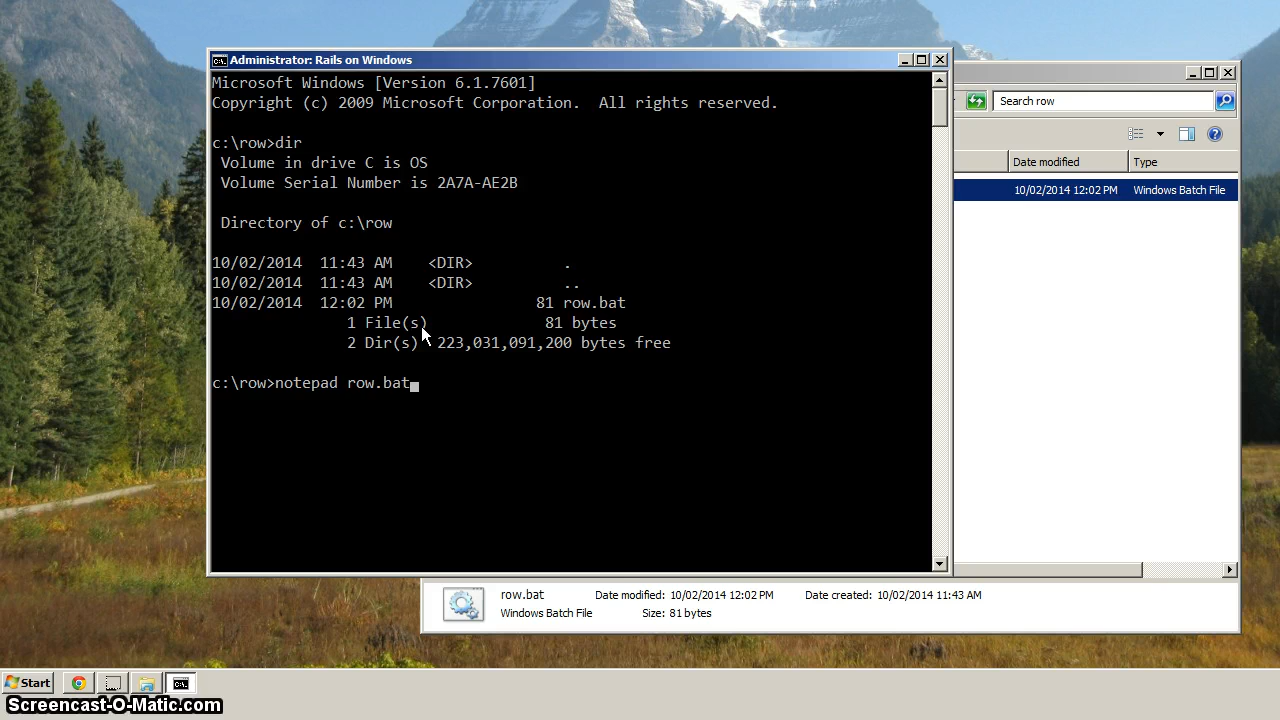 Administrator: Rails on Windows
Microsoft Windows [Version 6.1.7601]
Copyright (c) 2009 Microsoft Corporation.  All rights reserved.
c:\row>dir
Volume in drive C is OS
Volume Serial Number is 2A7A-AE2B
Directory of c:\row
10/02/2014  11:43 AM    <DIR>          .
10/02/2014  11:43 AM    <DIR>          ..
10/02/2014  12:02 PM                81 row.bat
1 File(s)             81 bytes
2 Dir(s)  223,031,091,200 bytes free
c:\row>notepad row.bat
Search row
Date modified Type
10/02/2014 12:02 PM Windows Batch File
row.bat Date modified: 10/02/2014 12:02 PM Date created: 10/02/2014 11:43 AM
Windows Batch File Size: 81 bytes
Start
Screencast-O-Matic.com